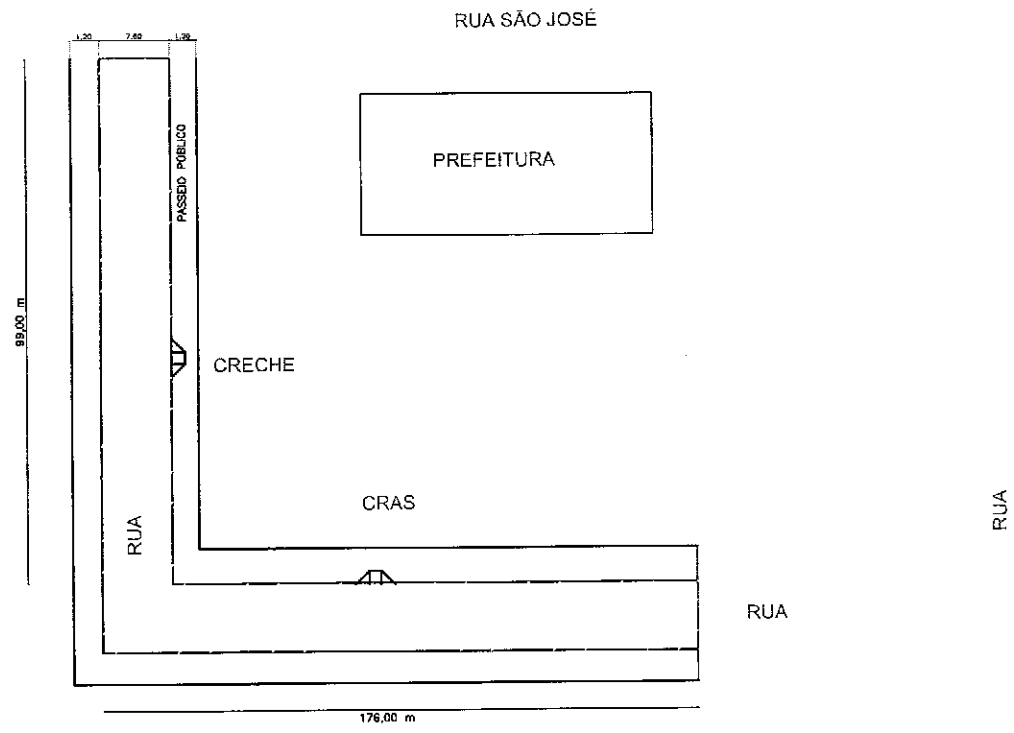 RUA SÃO JOSÉ
1,20 7,60 1,20
PASSEIO PÚBLICO
PREFEITURA
99,00 m
CRECHE
CRAS
RUA
RUA
RUA
176,00 m